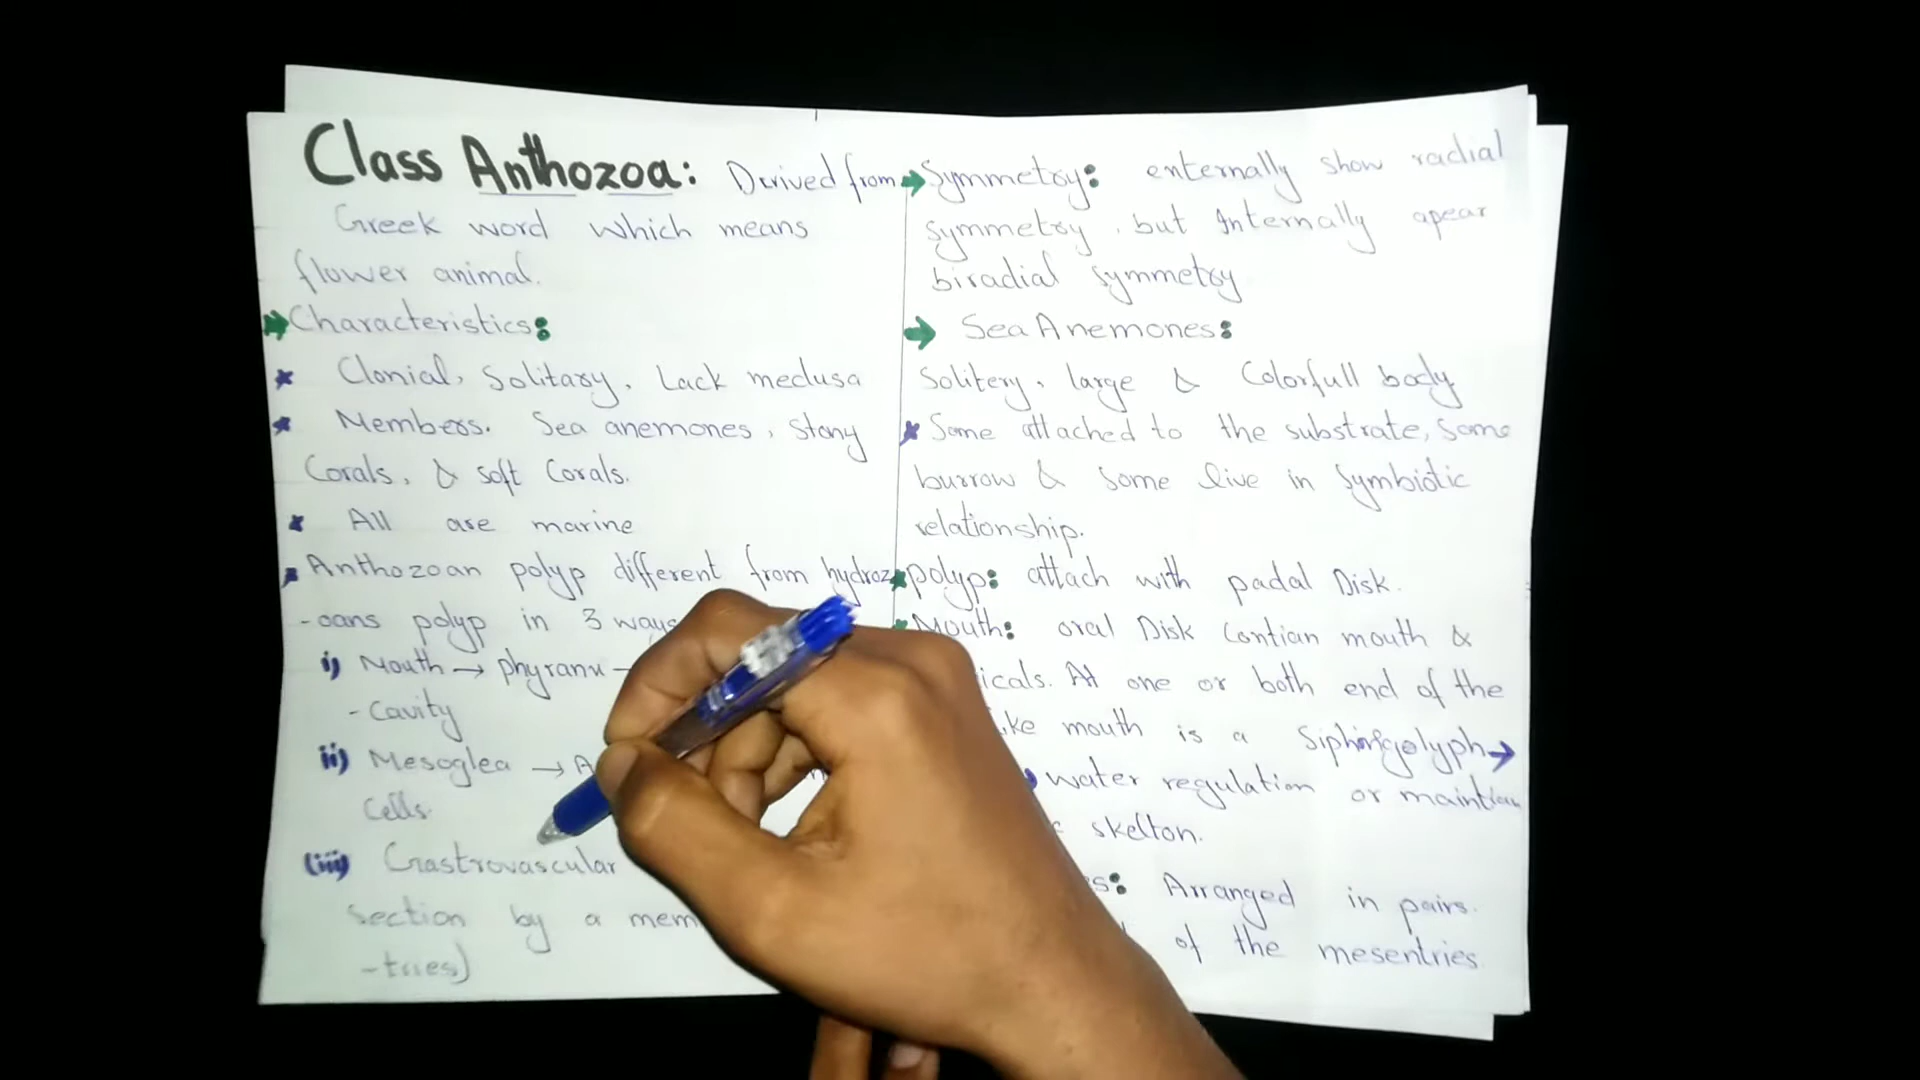 Class Anthozoa: Derived from
Greek word which means
flower animal.
Characteristics:
Clonial, Solitary, Lack medusa
Members. Sea anemones, Stony
Corals, & soft Corals.
All are marine
Anthozoan polyp different from hydroz
-oans polyp in 3 ways
i) Mouth → phyranx -
- Cavity
ii) Mesoglea → A
Cells.
(iii) Gastrovascular
Section by a mem
-tries)
Symmetry: enternally show radial
Symmetry, but Internally apear
biradial symmetry
Sea Anemones:
Solitery, large & Colorfull body
Some attached to the substrate, Some
burrow & Some live in Symbiotic
relationship.
polyp: attach with padal Disk.
Mouth: oral Disk Contian mouth &
icals. At one or both end of the
ike mouth is a
water regulation or maintian
skelton.
es: Arranged in pairs.
of the mesentries